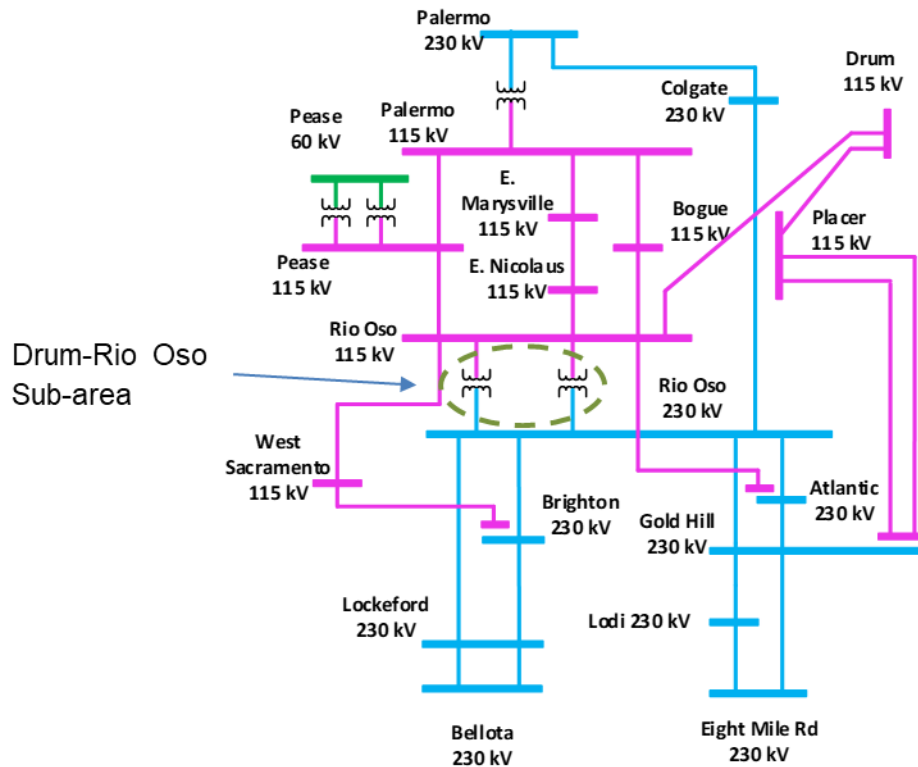 Palermo
230 kV
Drum
115 kV
Colgate
230 kV
Pease
60 kV
Palermo
115 kV
E.
Marysville
115 kV
Bogue
115 kV
Placer
115 kV
Pease
115 kV
E. Nicolaus
115 kV
Rio Oso
115 kV
Drum-Rio Oso
Sub-area
Rio Oso
230 kV
West
Sacramento
115 kV
Brighton
230 kV
Atlantic
230 kV
Gold Hill
230 kV
Lockeford
230 kV
Lodi 230 kV
Bellota
230 kV
Eight Mile Rd
230 kV